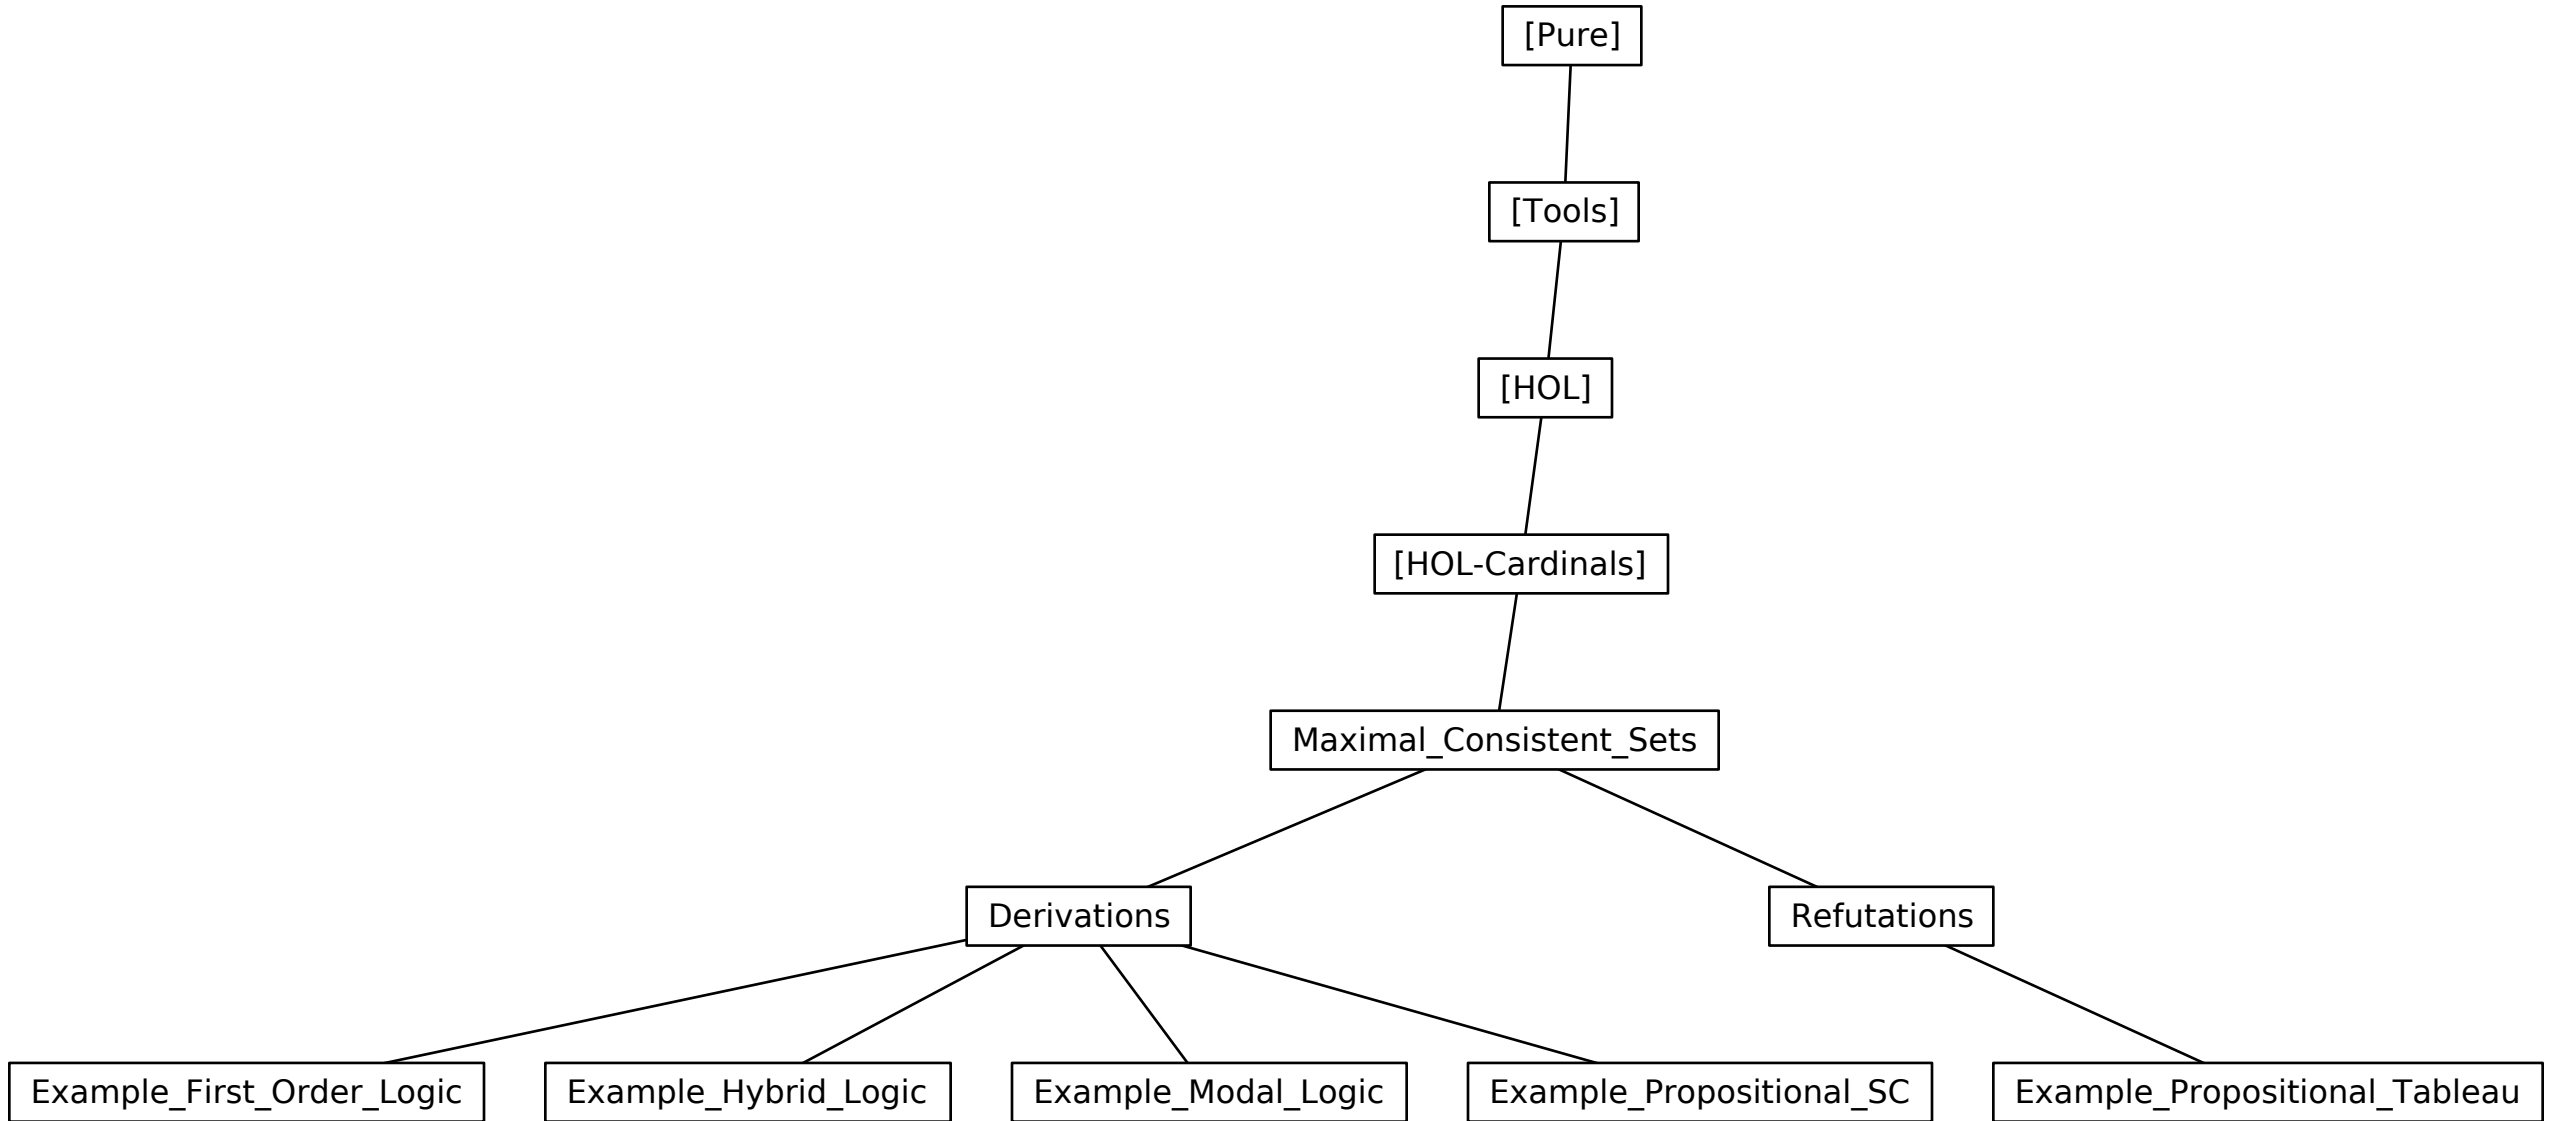 [Pure]
[Tools]
[HOL]
[HOL-Cardinals]
Maximal_Consistent_Sets
Derivations
Refutations
Example_First_Order_Logic
Example_Hybrid_Logic
Example_Modal_Logic
Example_Propositional_SC
Example_Propositional_Tableau